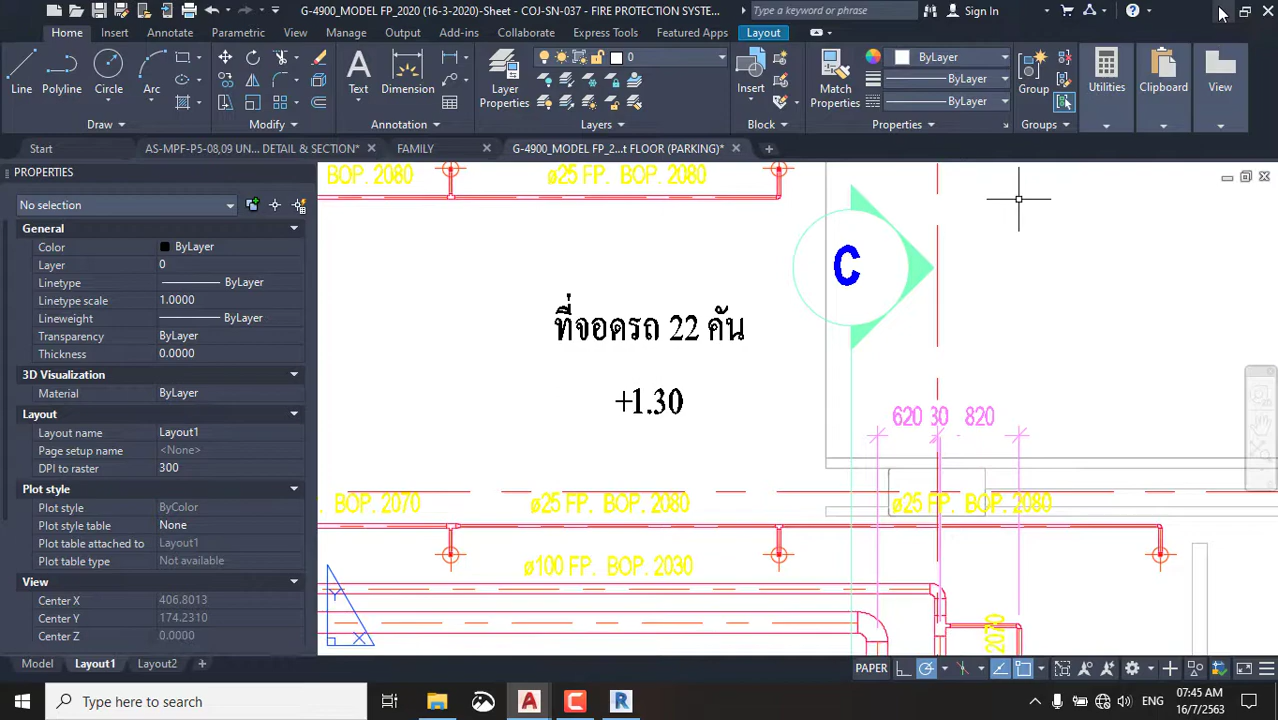 G-4900_MODEL FP_2020 (16-3-2020)-Sheet - COJ-SN-037 - FIRE PROTECTION SYSTE...
Type a keyword or phrase
Sign In
Home Insert Annotate Parametric View Manage Output Add-ins Collaborate Express Tools Featured Apps Layout
Line Polyline Circle Arc
Text Dimension
Layer Properties
0
Insert
Match Properties
ByLayer
ByLayer
ByLayer
Group
Utilities
Clipboard
View
Draw Modify Annotation Layers Block Properties Groups
Start
AS-MPF-P5-08,09 UN... DETAIL & SECTION*
FAMILY
G-4900_MODEL FP_2...t FLOOR (PARKING)*
PROPERTIES
No selection
General
Color ByLayer
Layer 0
Linetype ByLayer
Linetype scale 1.0000
Lineweight ByLayer
Transparency ByLayer
Thickness 0.0000
3D Visualization
Material ByLayer
Layout
Layout name Layout1
Page setup name <None>
DPI to raster 300
Plot style
Plot style ByColor
Plot style table None
Plot table attached to Layout1
Plot table type Not available
View
Center X 406.8013
Center Y 174.2310
Center Z 0.0000
BOP. 2080
ø25 FP. BOP. 2080
C
ที่จอดรถ 22 คัน
+1.30
620 30 820
. BOP. 2070
ø25 FP. BOP. 2080
ø25 FP. BOP. 2080
ø100 FP. BOP. 2030
2070
Y
X
Model Layout1 Layout2
PAPER
Type here to search
ENG
07:45 AM
16/7/2563